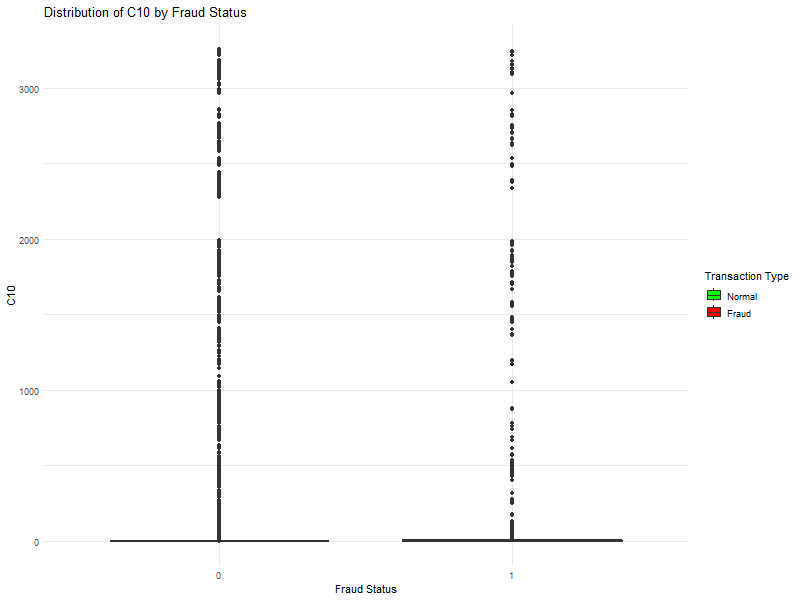 Distribution of C10 by Fraud Status
3000
2000
1000
0
C10
0
1
Fraud Status
Transaction Type
Normal
Fraud